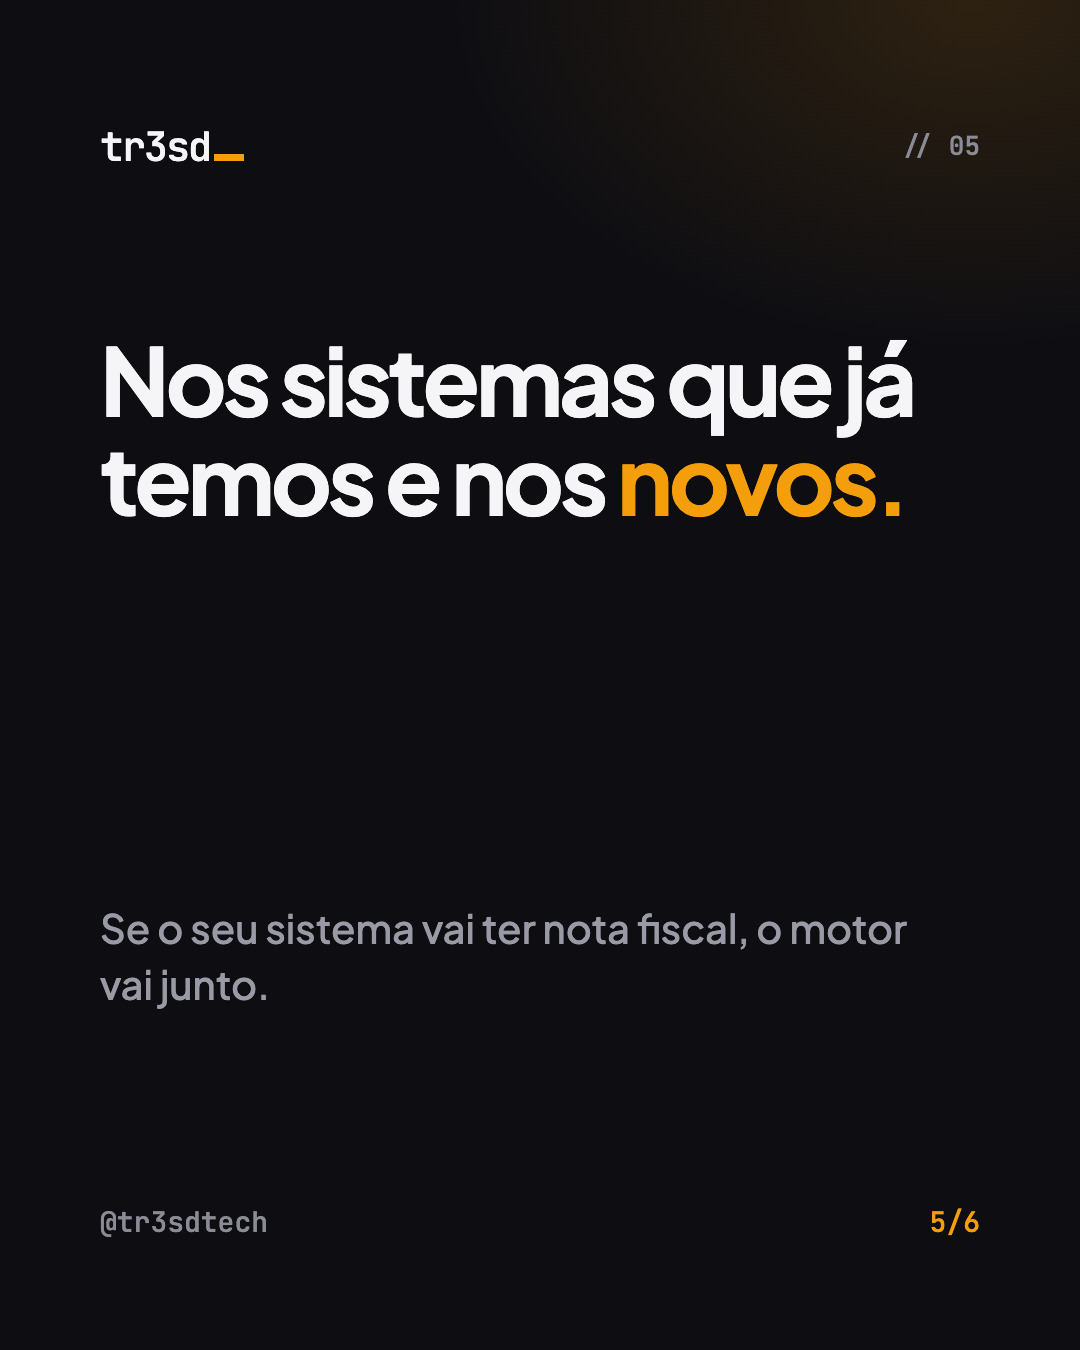 tr3sd_
// 05
Nos sistemas que já
temos e nos novos.
Se o seu sistema vai ter nota fiscal, o motor
vai junto.
@tr3sdtech
5/6